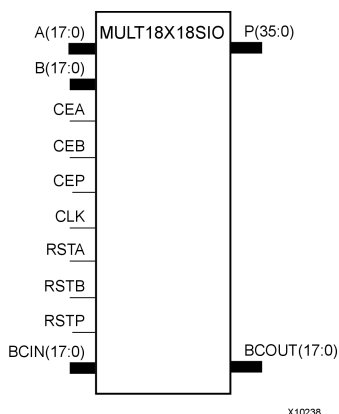 A(17:0) MULT18X18SIO P(35:0)
B(17:0)
CEA
CEB
CEP
CLK
RSTA
RSTB
RSTP
BCIN(17:0) BCOUT(17:0)
X10238